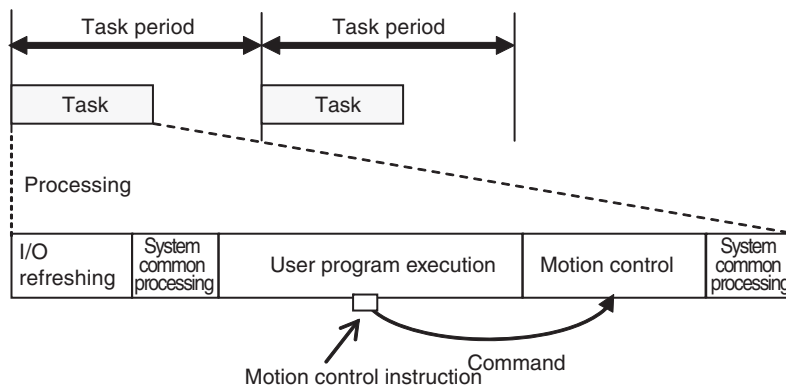 Task period
Task period
Task
Task
Processing
I/O
refreshing
System
common
processing
User program execution
Motion control
System
common
processing
Command
Motion control instruction